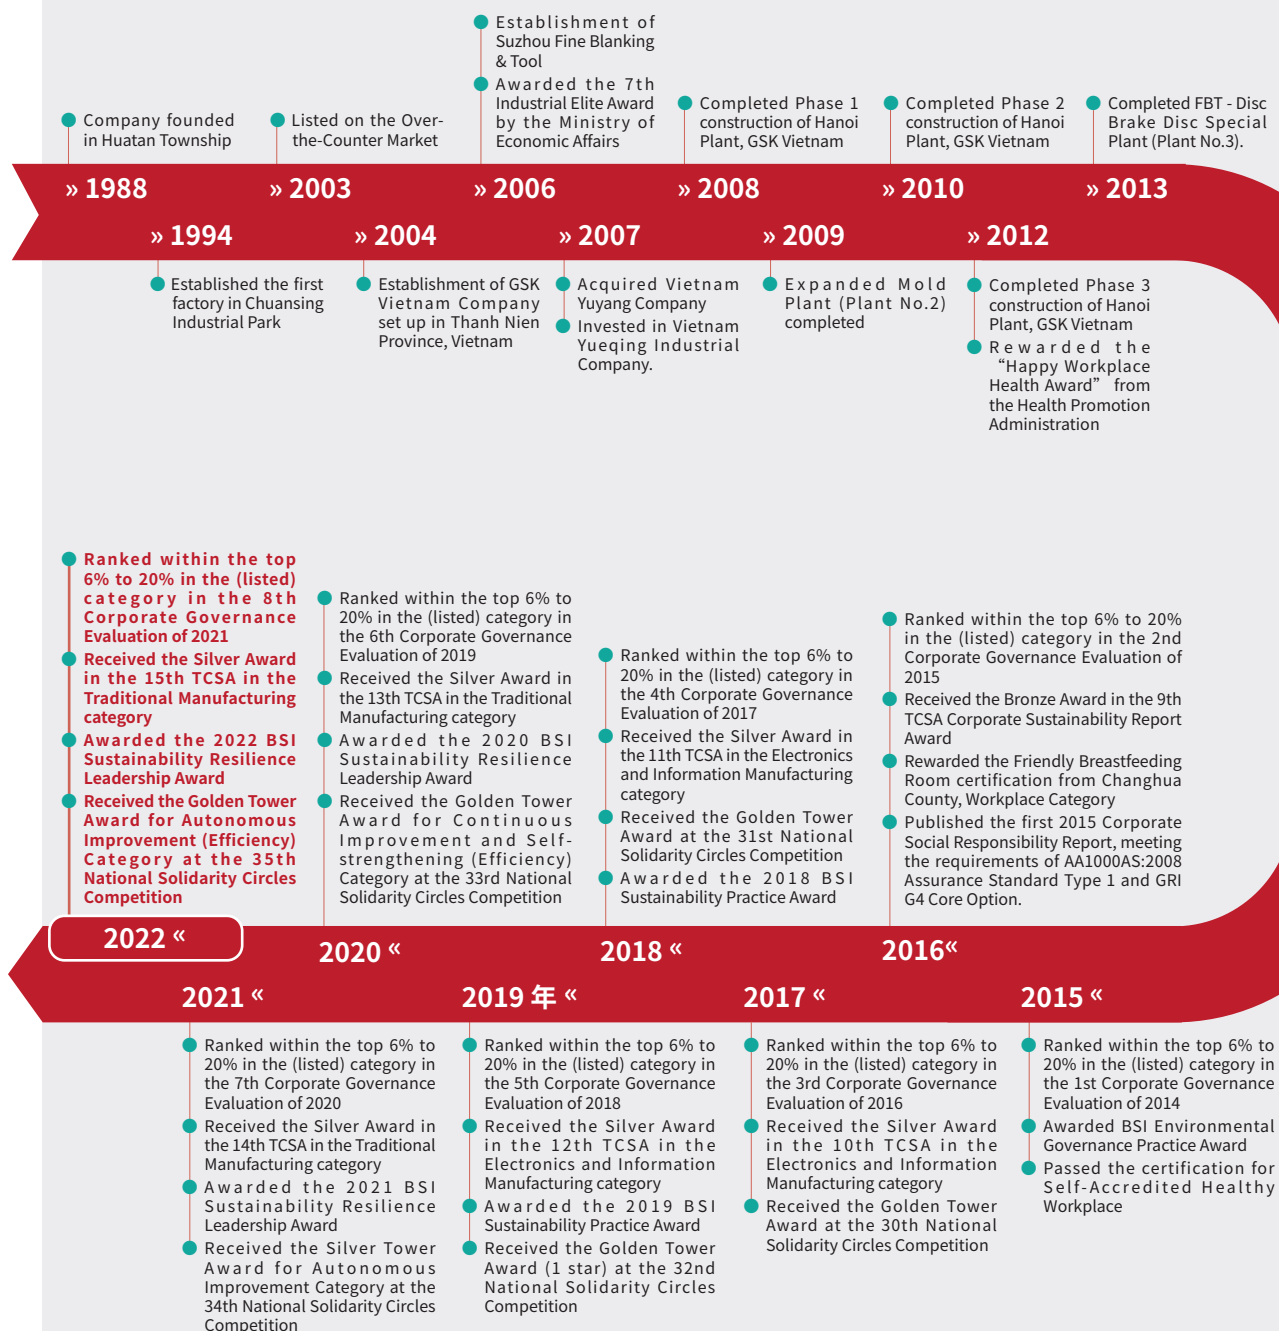 Establishment of
Suzhou Fine Blanking
& Tool
Awarded the 7th
Industrial Elite Award
by the Ministry of
Economic Affairs
Company founded
in Huatan Township
Listed on the Over-
the-Counter Market
Completed Phase 1
construction of Hanoi
Plant, GSK Vietnam
Completed Phase 2
construction of Hanoi
Plant, GSK Vietnam
Completed FBT - Disc
Brake Disc Special
Plant (Plant No.3).
» 1988
» 2003
» 2006
» 2008
» 2010
» 2013
» 1994
» 2004
» 2007
» 2009
» 2012
Established the first
factory in Chuansing
Industrial Park
Establishment of GSK
Vietnam Company
set up in Thanh Nien
Province, Vietnam
Acquired Vietnam
Yuyang Company
Invested in Vietnam
Yueqing Industrial
Company.
Expanded Mold
Plant (Plant No.2)
completed
Completed Phase 3
construction of Hanoi
Plant, GSK Vietnam
Rewarded the
“Happy Workplace
Health Award” from
the Health Promotion
Administration
Ranked within the top
6% to 20% in the (listed)
category in the 8th
Corporate Governance
Evaluation of 2021
Received the Silver Award
in the 15th TCSA in the
Traditional Manufacturing
category
Awarded the 2022 BSI
Sustainability Resilience
Leadership Award
Received the Golden Tower
Award for Autonomous
Improvement (Efficiency)
Category at the 35th
National Solidarity Circles
Competition
Ranked within the top 6% to
20% in the (listed) category in
the 6th Corporate Governance
Evaluation of 2019
Received the Silver Award in
the 13th TCSA in the Traditional
Manufacturing category
Awarded the 2020 BSI
Sustainability Resilience
Leadership Award
Received the Golden Tower
Award for Continuous
Improvement and Self-
strengthening (Efficiency)
Category at the 33rd National
Solidarity Circles Competition
Ranked within the top 6% to
20% in the (listed) category in
the 4th Corporate Governance
Evaluation of 2017
Received the Silver Award in
the 11th TCSA in the Electronics
and Information Manufacturing
category
Received the Golden Tower
Award at the 31st National
Solidarity Circles Competition
Awarded the 2018 BSI
Sustainability Practice Award
Ranked within the top 6% to 20%
in the (listed) category in the 2nd
Corporate Governance Evaluation of
2015
Received the Bronze Award in the 9th
TCSA Corporate Sustainability Report
Award
Rewarded the Friendly Breastfeeding
Room certification from Changhua
County, Workplace Category
Published the first 2015 Corporate
Social Responsibility Report, meeting
the requirements of AA1000AS:2008
Assurance Standard Type 1 and GRI
G4 Core Option.
2022 «
2020 «
2018 «
2016«
2021 «
2019 年 «
2017 «
2015 «
Ranked within the top 6% to
20% in the (listed) category in
the 7th Corporate Governance
Evaluation of 2020
Received the Silver Award in
the 14th TCSA in the Traditional
Manufacturing category
Awarded the 2021 BSI
Sustainability Resilience
Leadership Award
Received the Silver Tower
Award for Autonomous
Improvement Category at the
34th National Solidarity Circles
Competition
Ranked within the top 6% to
20% in the (listed) category in
the 5th Corporate Governance
Evaluation of 2018
Received the Silver Award
in the 12th TCSA in the
Electronics and Information
Manufacturing category
Awarded the 2019 BSI
Sustainability Practice Award
Received the Golden Tower
Award (1 star) at the 32nd
National Solidarity Circles
Competition
Ranked within the top 6% to
20% in the (listed) category in
the 3rd Corporate Governance
Evaluation of 2016
Received the Silver Award
in the 10th TCSA in the
Electronics and Information
Manufacturing category
Received the Golden Tower
Award at the 30th National
Solidarity Circles Competition
Ranked within the top 6% to
20% in the (listed) category in
the 1st Corporate Governance
Evaluation of 2014
Awarded BSI Environmental
Governance Practice Award
Passed the certification for
Self-Accredited Healthy
Workplace